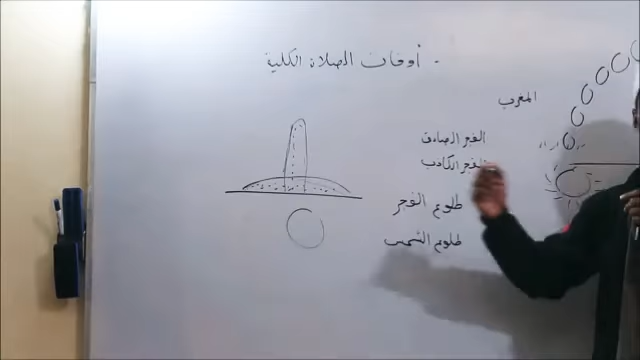 - أوقات الصلاة الكلية
المغرب
الفجر الصادق
الفجر الكاذب
طلوع الفجر
طلوع الشمس